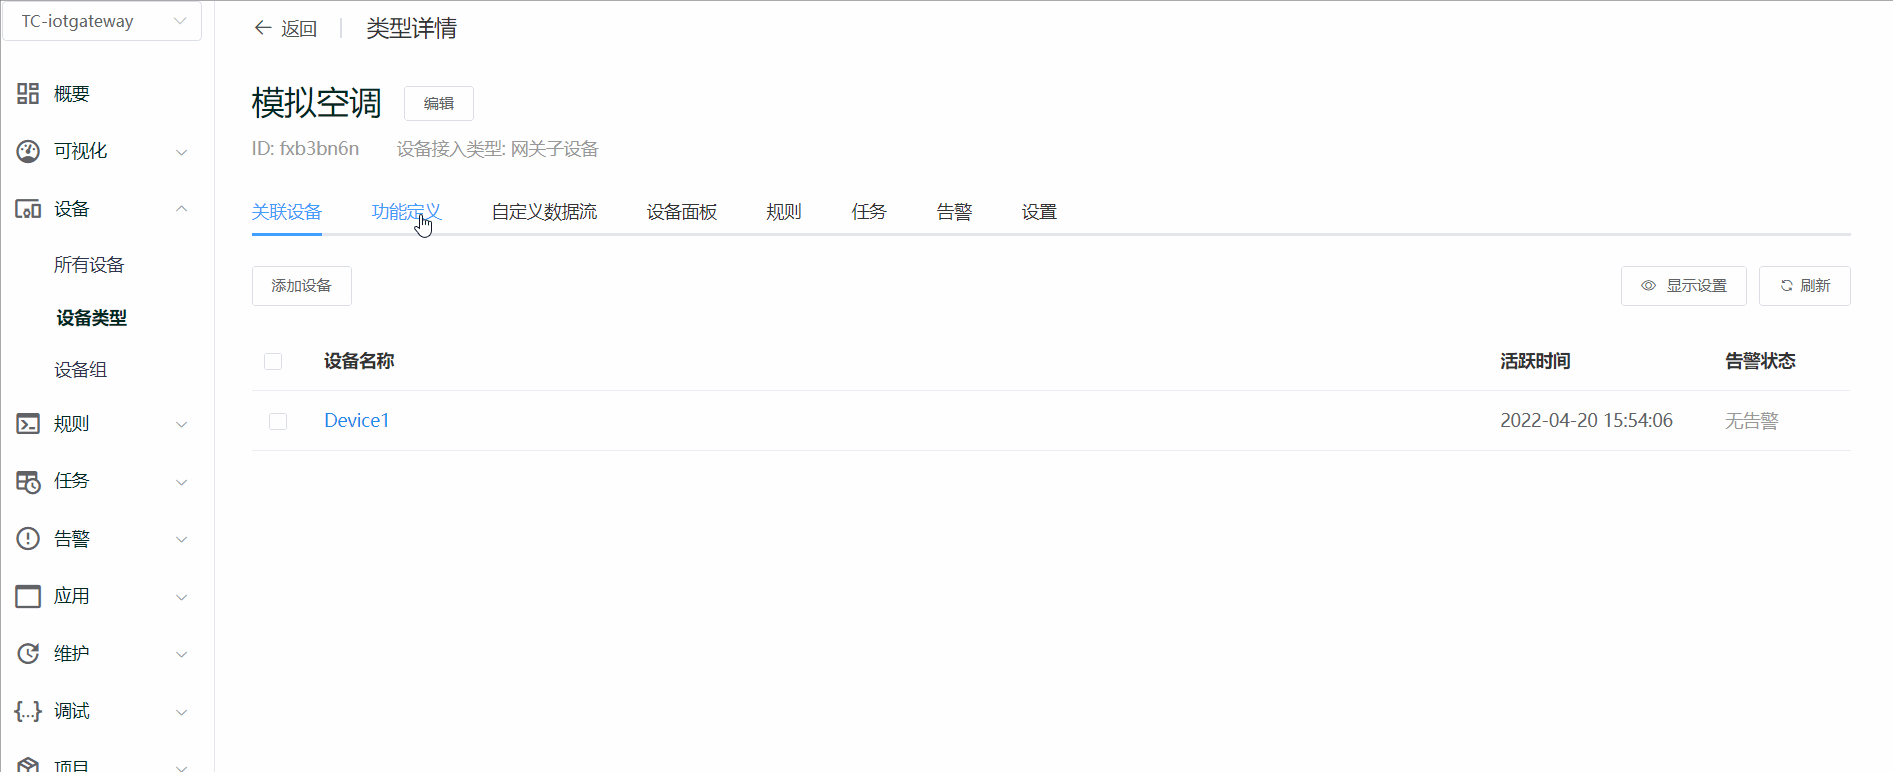 TC-iotgateway
返回
类型详情
概要
可视化
设备
所有设备
设备类型
设备组
规则
任务
告警
应用
维护
{...} 调试
项目
模拟空调
编辑
ID: fxb3bn6n 设备接入类型: 网关子设备
关联设备 功能定义 自定义数据流 设备面板 规则 任务 告警 设置
添加设备
显示设置
刷新
设备名称 活跃时间 告警状态
Device1 2022-04-20 15:54:06 无告警